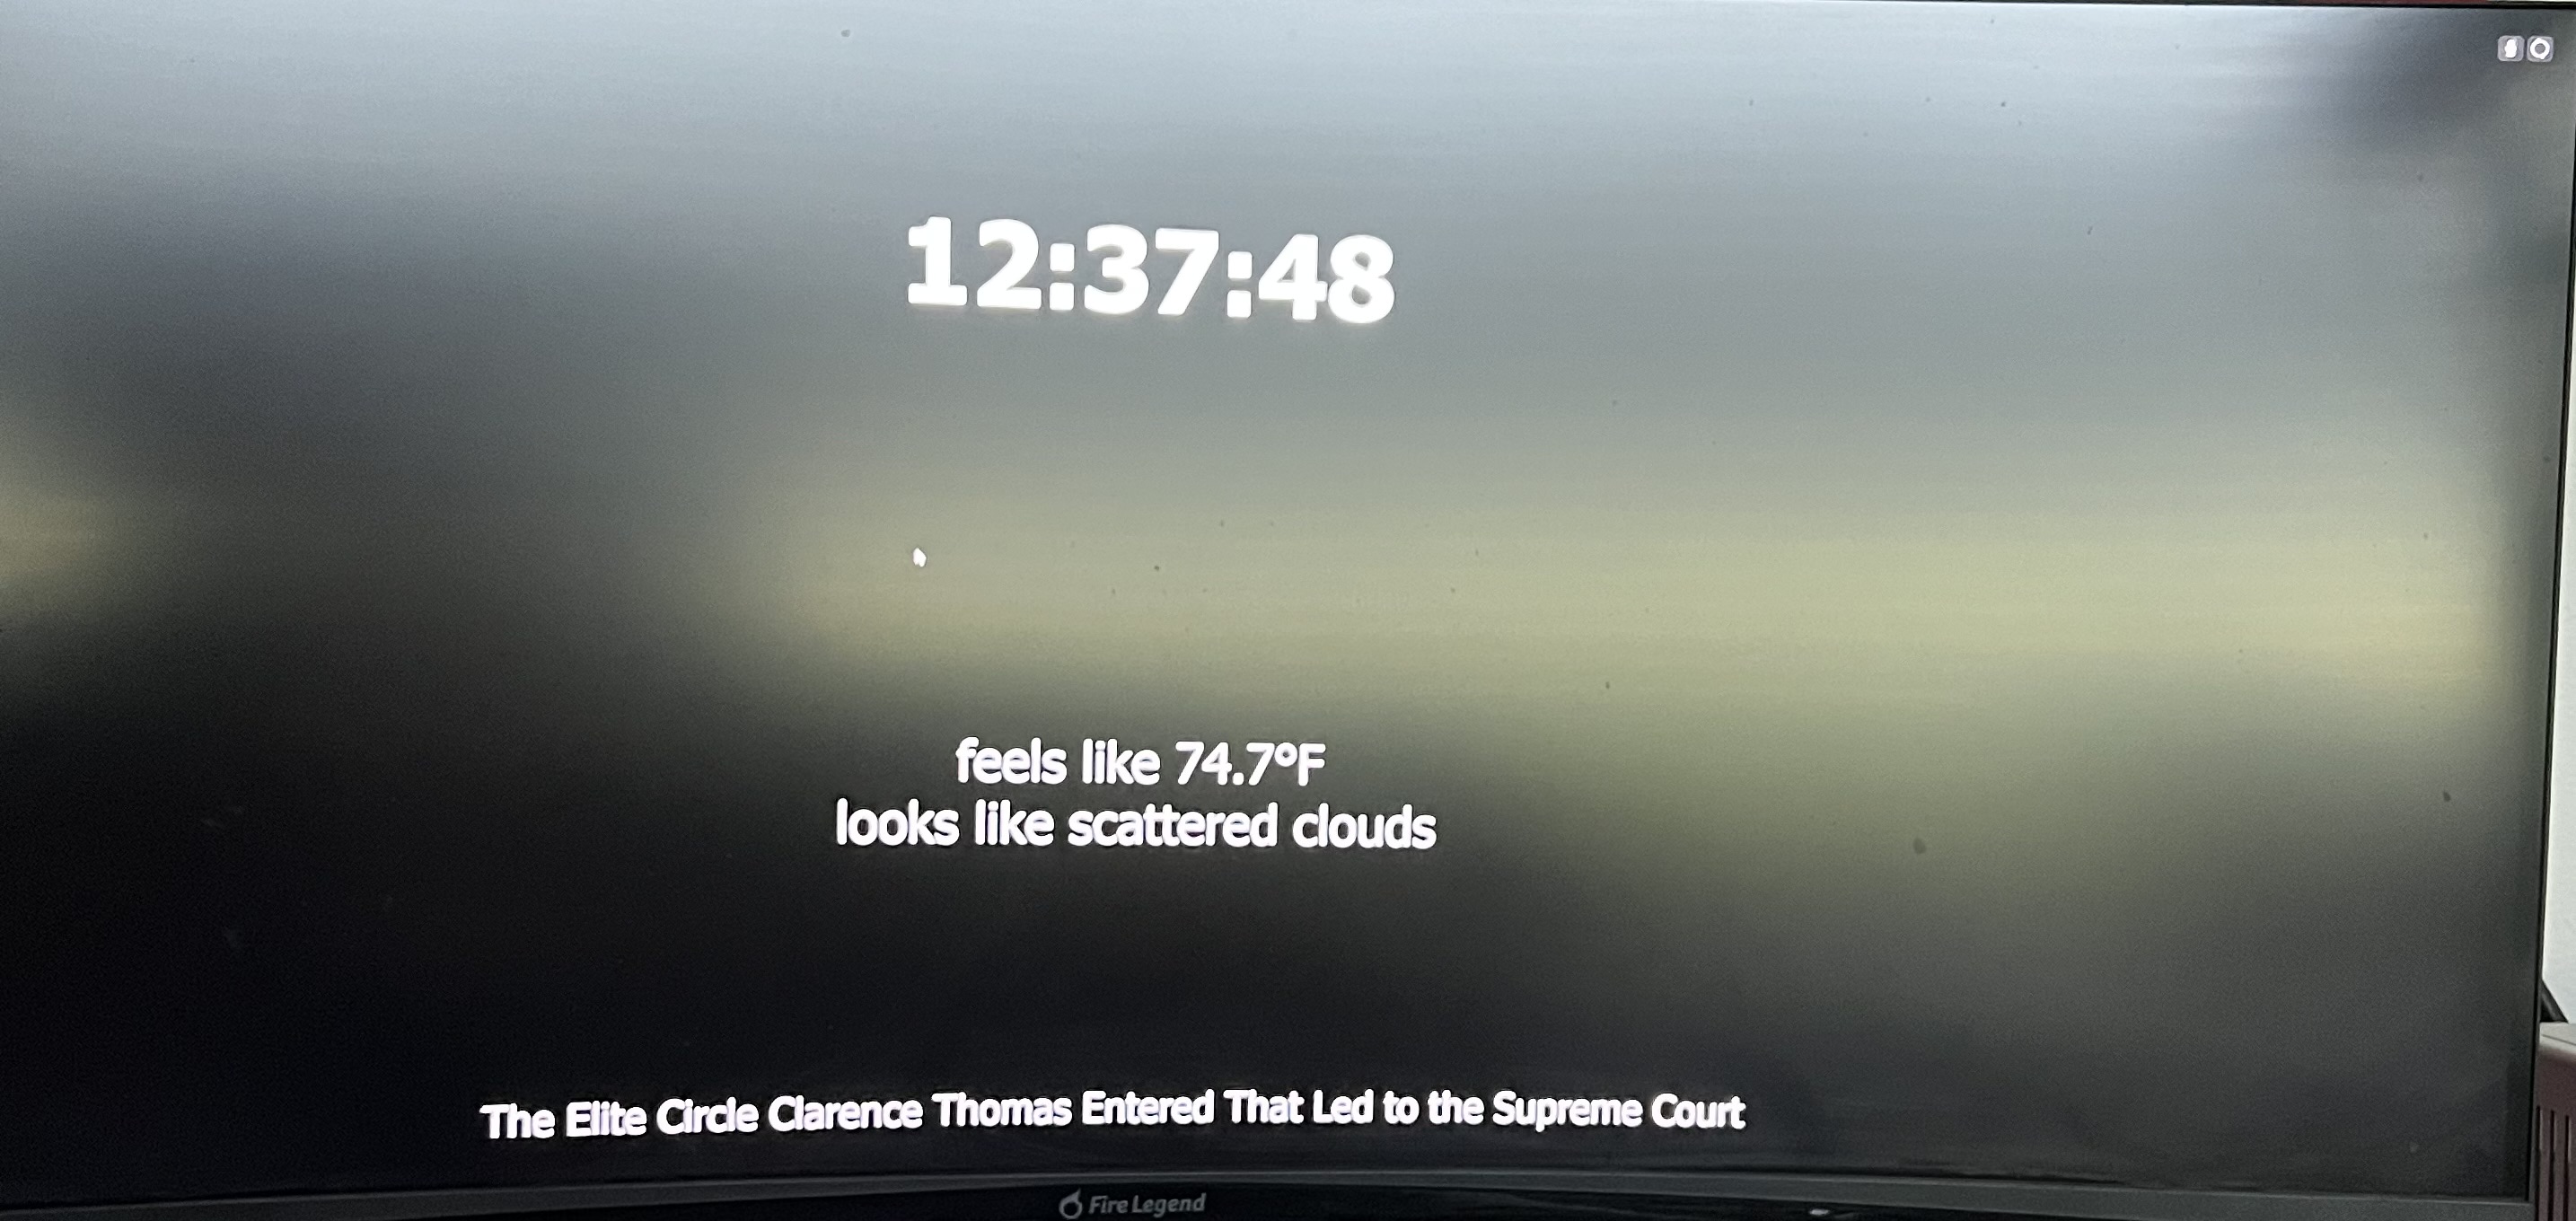 12:37:48
feels like 74.7°F
looks like scattered clouds
The Elite Circle Clarence Thomas Entered That Led to the Supreme Court
Fire Legend